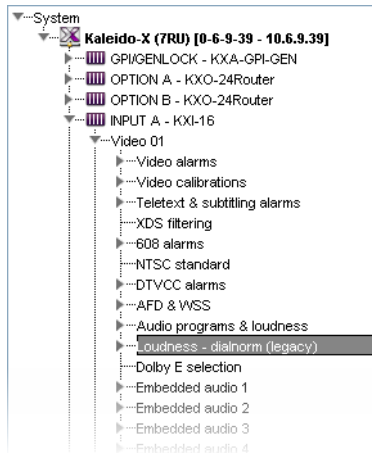 System
Kaleido-X (7RU) [0-6-9-39 - 10.6.9.39]
GPI/GENLOCK - KXA-GPI-GEN
OPTION A - KXO-24Router
OPTION B - KXO-24Router
INPUT A - KXI-16
Video 01
Video alarms
Video calibrations
Teletext & subtitling alarms
XDS filtering
608 alarms
NTSC standard
DTVCC alarms
AFD & WSS
Audio programs & loudness
Loudness - dialnorm (legacy)
Dolby E selection
Embedded audio 1
Embedded audio 2
Embedded audio 3
Embedded audio 4